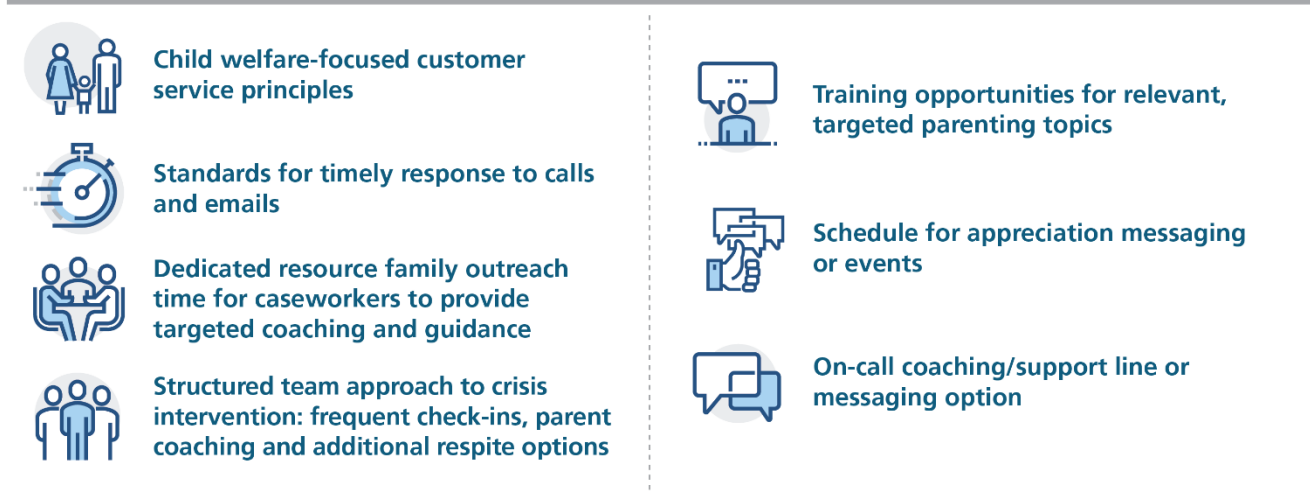 Child welfare-focused customer
service principles
Standards for timely response to calls
and emails
Dedicated resource family outreach
time for caseworkers to provide
targeted coaching and guidance
Structured team approach to crisis
intervention: frequent check-ins, parent
coaching and additional respite options
Training opportunities for relevant,
targeted parenting topics
Schedule for appreciation messaging
or events
On-call coaching/support line or
messaging option